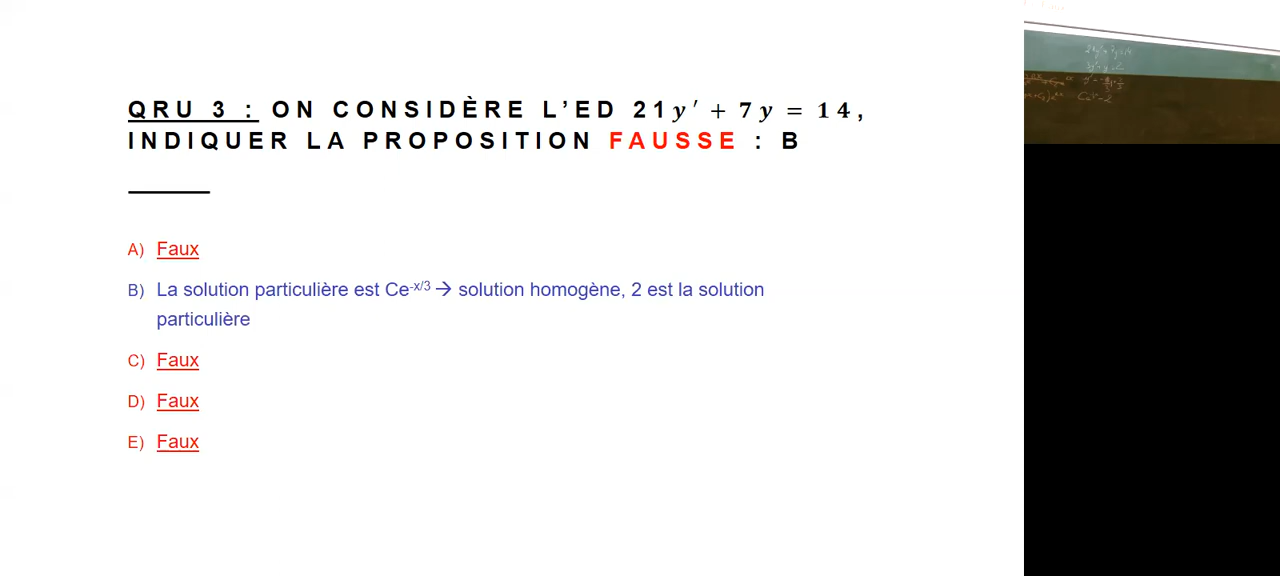 QRU 3 : ON CONSIDÈRE L’ED 21y′ + 7y = 14,
INDIQUER LA PROPOSITION FAUSSE : B
A) Faux
B) La solution particulière est Ce^-x/3 → solution homogène, 2 est la solution
particulière
C) Faux
D) Faux
E) Faux